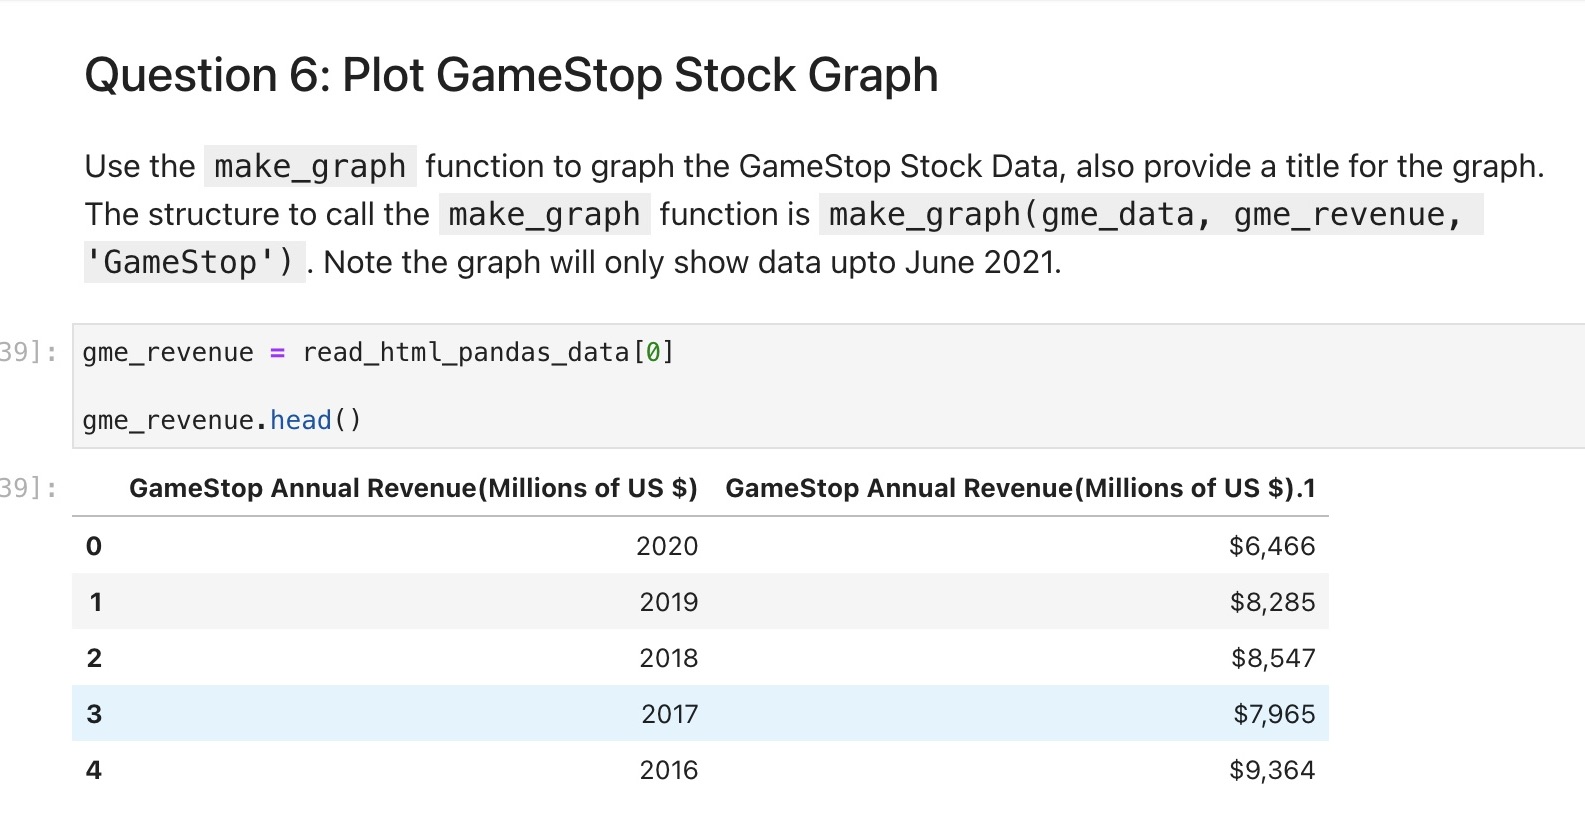 Question 6: Plot GameStop Stock Graph
Use the make_graph function to graph the GameStop Stock Data, also provide a title for the graph.
The structure to call the make_graph function is make_graph(gme_data, gme_revenue,
'GameStop') . Note the graph will only show data upto June 2021.
39]: gme_revenue = read_html_pandas_data[0]
gme_revenue.head()
39]: GameStop Annual Revenue(Millions of US $) GameStop Annual Revenue(Millions of US $).1
0 2020 $6,466
1 2019 $8,285
2 2018 $8,547
3 2017 $7,965
4 2016 $9,364